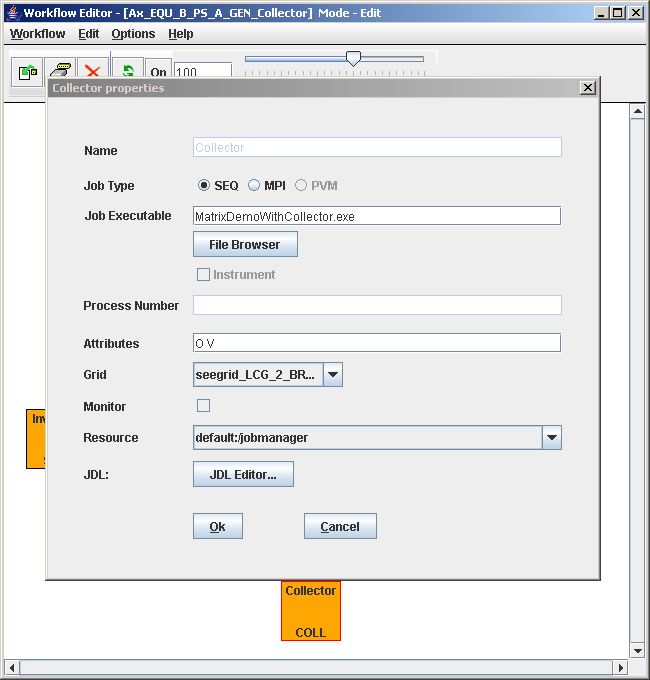 Workflow Editor - [Ax_EQU_B_PS_A_GEN_Collector] Mode - Edit
Workflow Edit Options Help
On 100
Collector properties
Name Collector
Job Type SEQ MPI PVM
Job Executable MatrixDemoWithCollector.exe
File Browser
Instrument
Process Number
Attributes O V
Grid seegrid_LCG_2_BR...
Monitor
Resource default:/jobmanager
JDL: JDL Editor...
Ok Cancel
Collector
COLL